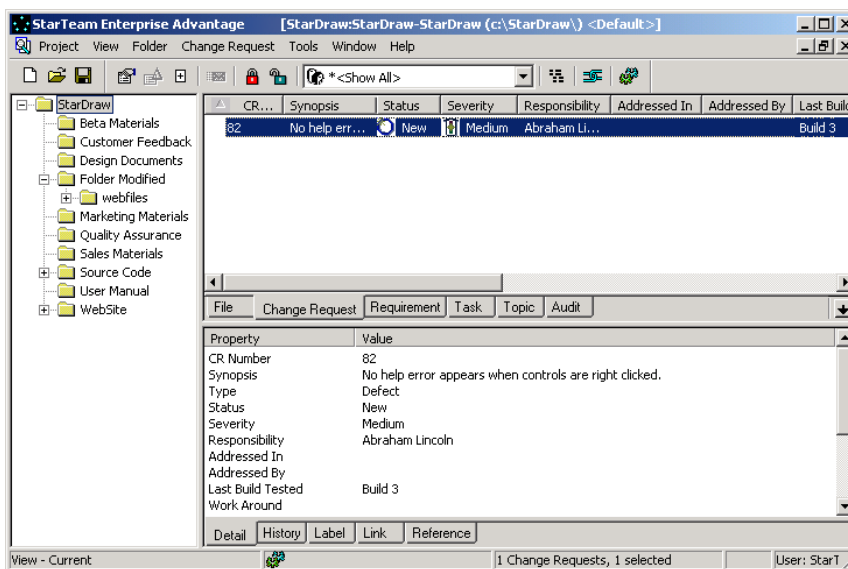 StarTeam Enterprise Advantage [StarDraw:StarDraw-StarDraw (c:\StarDraw\) <Default>]
Project View Folder Change Request Tools Window Help
*<Show All>
StarDraw
Beta Materials
Customer Feedback
Design Documents
Folder Modified
webfiles
Marketing Materials
Quality Assurance
Sales Materials
Source Code
User Manual
WebSite
CR... Synopsis Status Severity Responsibility Addressed In Addressed By Last Build
82 No help err... New Medium Abraham Li... Build 3
File Change Request Requirement Task Topic Audit
Property Value
CR Number 82
Synopsis No help error appears when controls are right clicked.
Type Defect
Status New
Severity Medium
Responsibility Abraham Lincoln
Addressed In
Addressed By
Last Build Tested Build 3
Work Around
Detail History Label Link Reference
View - Current 1 Change Requests, 1 selected User: StarT